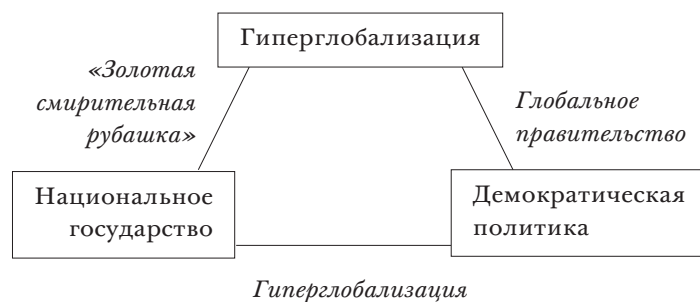 Гиперглобализация
«Золотая
смирительная
рубашка»
Глобальное
правительство
Национальное
государство
Демократическая
политика
Гиперглобализация